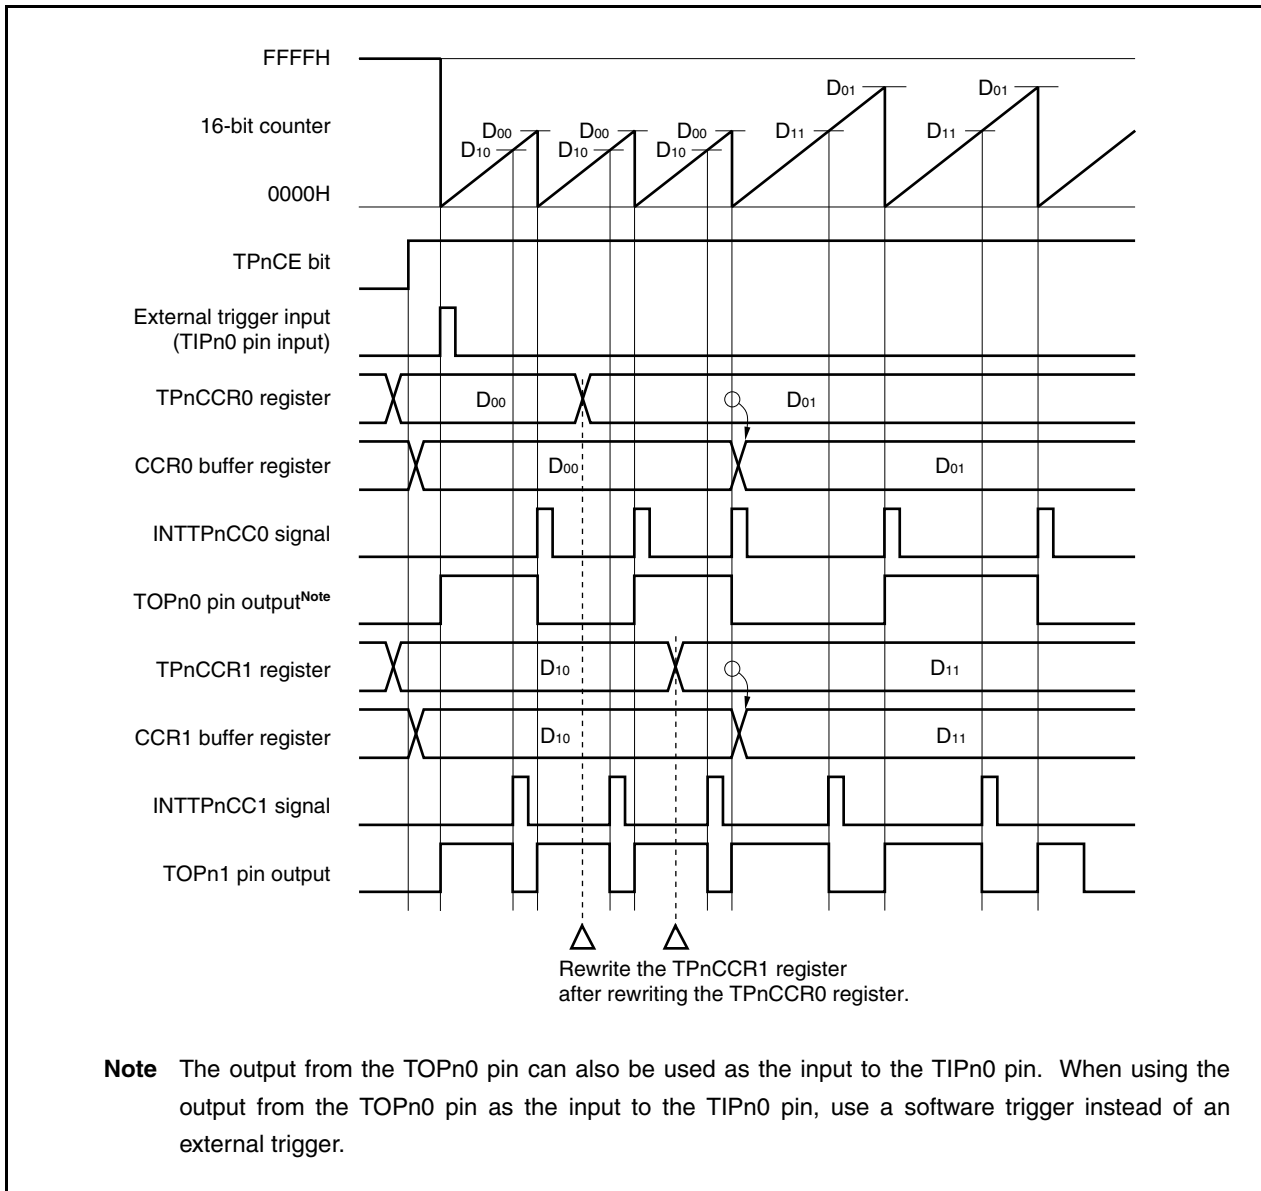 FFFFH
D01 D01
16-bit counter
D00 D00 D00 D11 D11
D10 D10 D10
0000H
TPnCE bit
External trigger input
(TIPn0 pin input)
TPnCCR0 register D00 D01
CCR0 buffer register D00 D01
INTTPnCC0 signal
TOPn0 pin outputNote
TPnCCR1 register D10 D11
CCR1 buffer register D10 D11
INTTPnCC1 signal
TOPn1 pin output
Rewrite the TPnCCR1 register
after rewriting the TPnCCR0 register.
Note The output from the TOPn0 pin can also be used as the input to the TIPn0 pin. When using the
output from the TOPn0 pin as the input to the TIPn0 pin, use a software trigger instead of an
external trigger.